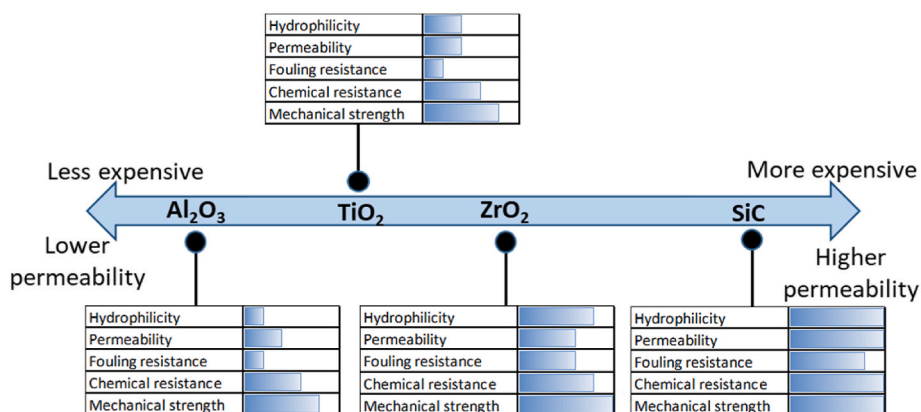 Hydrophilicity
Permeability
Fouling resistance
Chemical resistance
Mechanical strength
Less expensive
More expensive
Al₂O₃
TiO₂
ZrO₂
SiC
Lower
permeability
Higher
permeability
Hydrophilicity
Permeability
Fouling resistance
Chemical resistance
Mechanical strength
Hydrophilicity
Permeability
Fouling resistance
Chemical resistance
Mechanical strength
Hydrophilicity
Permeability
Fouling resistance
Chemical resistance
Mechanical strength